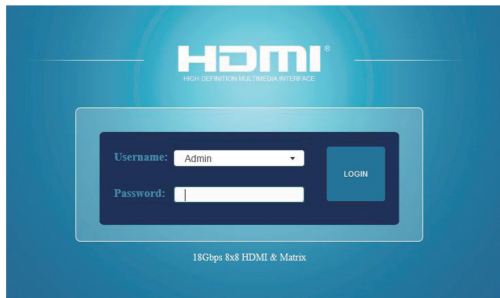 HDMI®
HIGH DEFINITION MULTIMEDIA INTERFACE
Username: Admin
LOGIN
Password:
18Gbps 8x8 HDMI & Matrix